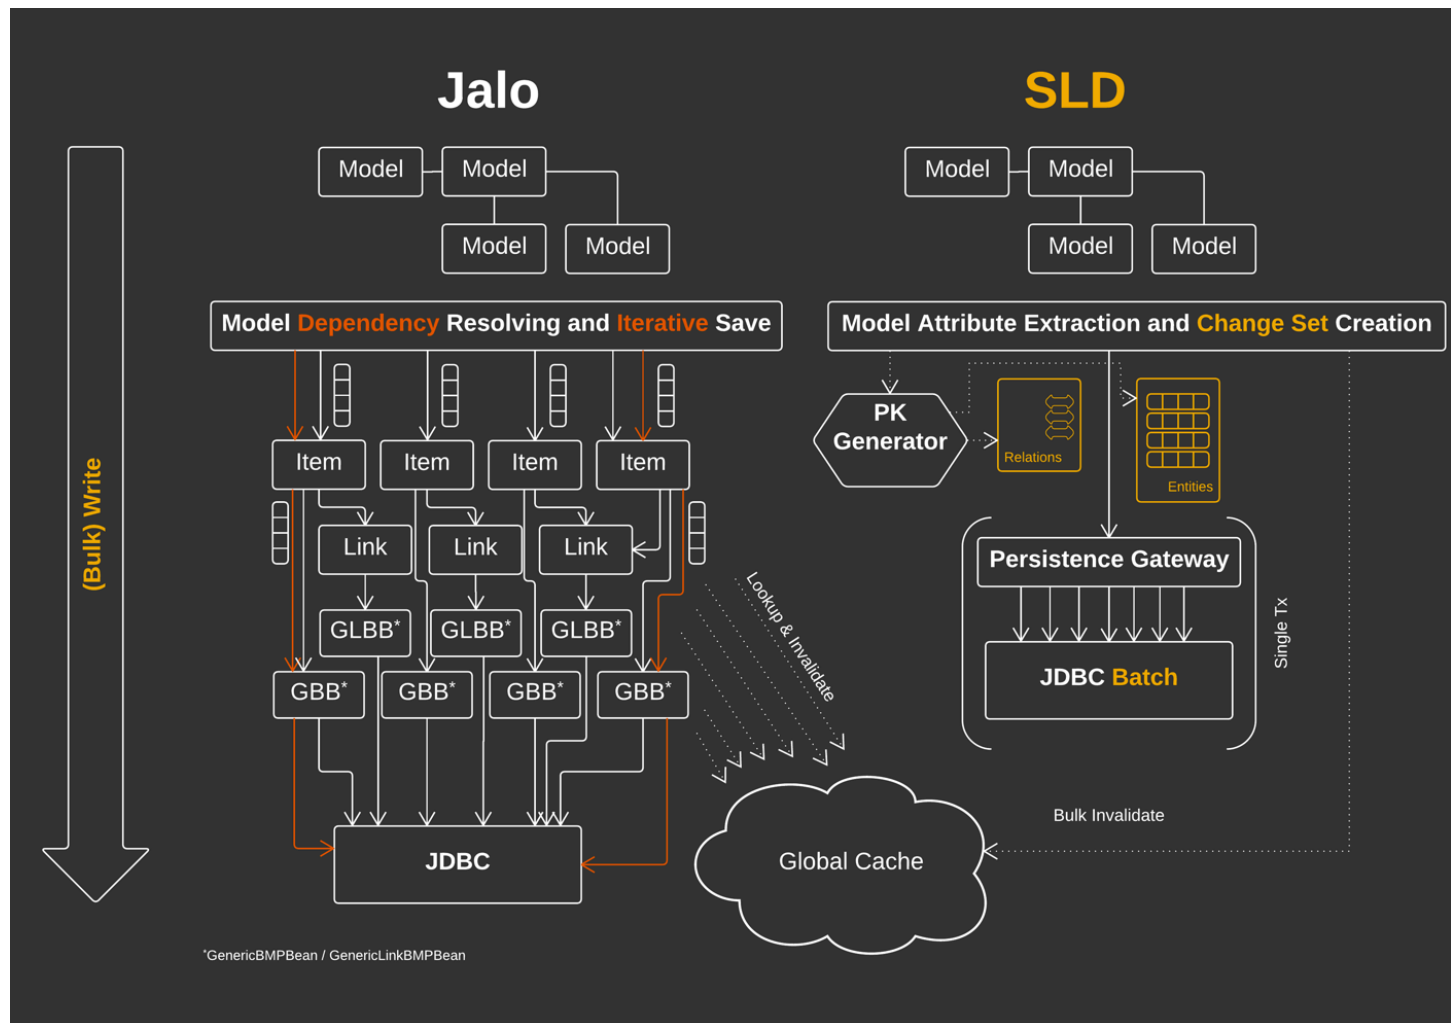 Jalo
SLD
Model
Model
Model
Model
Model
Model
Model
Model
Model Dependency Resolving and Iterative Save
Model Attribute Extraction and Change Set Creation
(Bulk) Write
Item
Item
Item
Item
Link
Link
Link
GLBB*
GLBB*
GLBB*
GBB*
GBB*
GBB*
GBB*
JDBC
*GenericBMPBean / GenericLinkBMPBean
Lookup & Invalidate
PK
Generator
Relations
Entities
Persistence Gateway
JDBC Batch
Single Tx
Bulk Invalidate
Global Cache